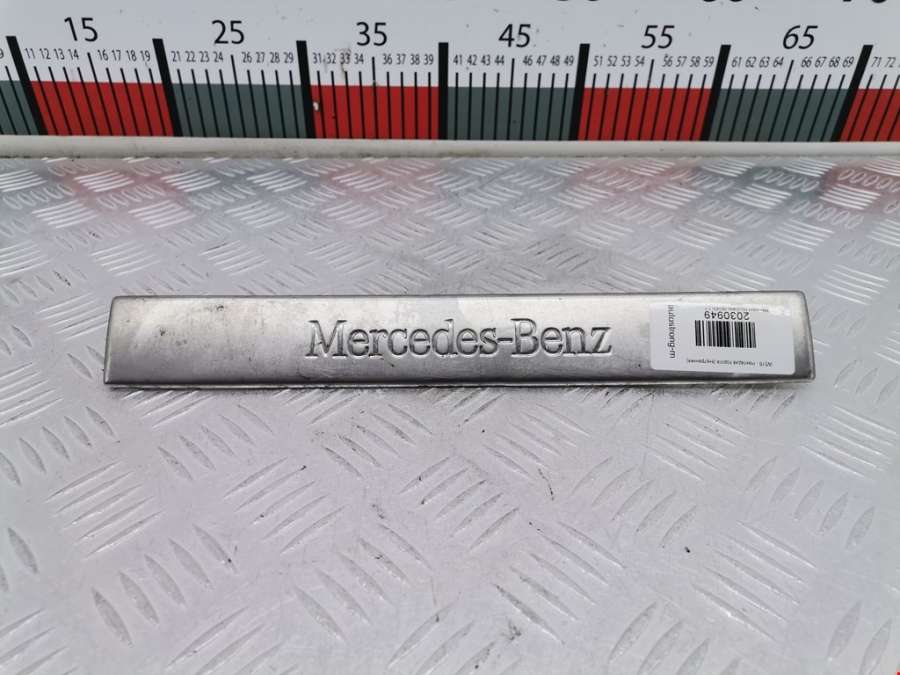 15 25 35 45 55 65
9 11 12 13 14 16 17 18 19 21 22 23 24 26 27 28 29 31 32 33 34 36 37 38 39 41 42 43 44 46 47 48 49 51 52 53 54 56 57 58 59 61 62 63 64 66 67 68 69 71 72
Mercedes-Benz
2030949
autostrong-m